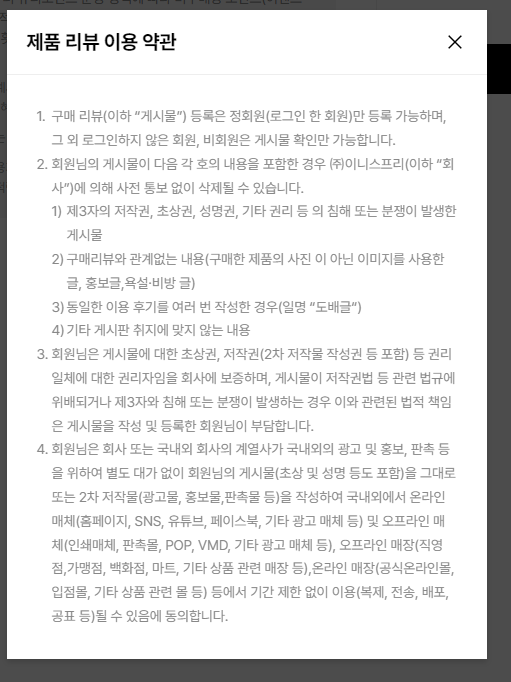 제품 리뷰 이용 약관
1. 구매 리뷰(이하 “게시물”) 등록은 정회원(로그인 한 회원)만 등록 가능하며,
그 외 로그인하지 않은 회원, 비회원은 게시물 확인만 가능합니다.
2. 회원님의 게시물이 다음 각 호의 내용을 포함한 경우 ㈜이니스프리(이하 “회
사”)에 의해 사전 통보 없이 삭제될 수 있습니다.
1) 제3자의 저작권, 초상권, 성명권, 기타 권리 등 의 침해 또는 분쟁이 발생한
게시물
2) 구매리뷰와 관계없는 내용(구매한 제품의 사진 이 아닌 이미지를 사용한
글, 홍보글,욕설·비방 글)
3) 동일한 이용 후기를 여러 번 작성한 경우(일명 “도배글“)
4) 기타 게시판 취지에 맞지 않는 내용
3. 회원님은 게시물에 대한 초상권, 저작권(2차 저작물 작성권 등 포함) 등 권리
일체에 대한 권리자임을 회사에 보증하며, 게시물이 저작권법 등 관련 법규에
위배되거나 제3자와 침해 또는 분쟁이 발생하는 경우 이와 관련된 법적 책임
은 게시물을 작성 및 등록한 회원님이 부담합니다.
4. 회원님은 회사 또는 국내외 회사의 계열사가 국내외의 광고 및 홍보, 판촉 등
을 위하여 별도 대가 없이 회원님의 게시물(초상 및 성명 등도 포함)을 그대로
또는 2차 저작물(광고물, 홍보물,판촉물 등)을 작성하여 국내외에서 온라인
매체(홈페이지, SNS, 유튜브, 페이스북, 기타 광고 매체 등) 및 오프라인 매
체(인쇄매체, 판촉물, POP, VMD, 기타 광고 매체 등), 오프라인 매장(직영
점,가맹점, 백화점, 마트, 기타 상품 관련 매장 등),온라인 매장(공식온라인몰,
입점몰, 기타 상품 관련 몰 등) 등에서 기간 제한 없이 이용(복제, 전송, 배포,
공표 등)될 수 있음에 동의합니다.